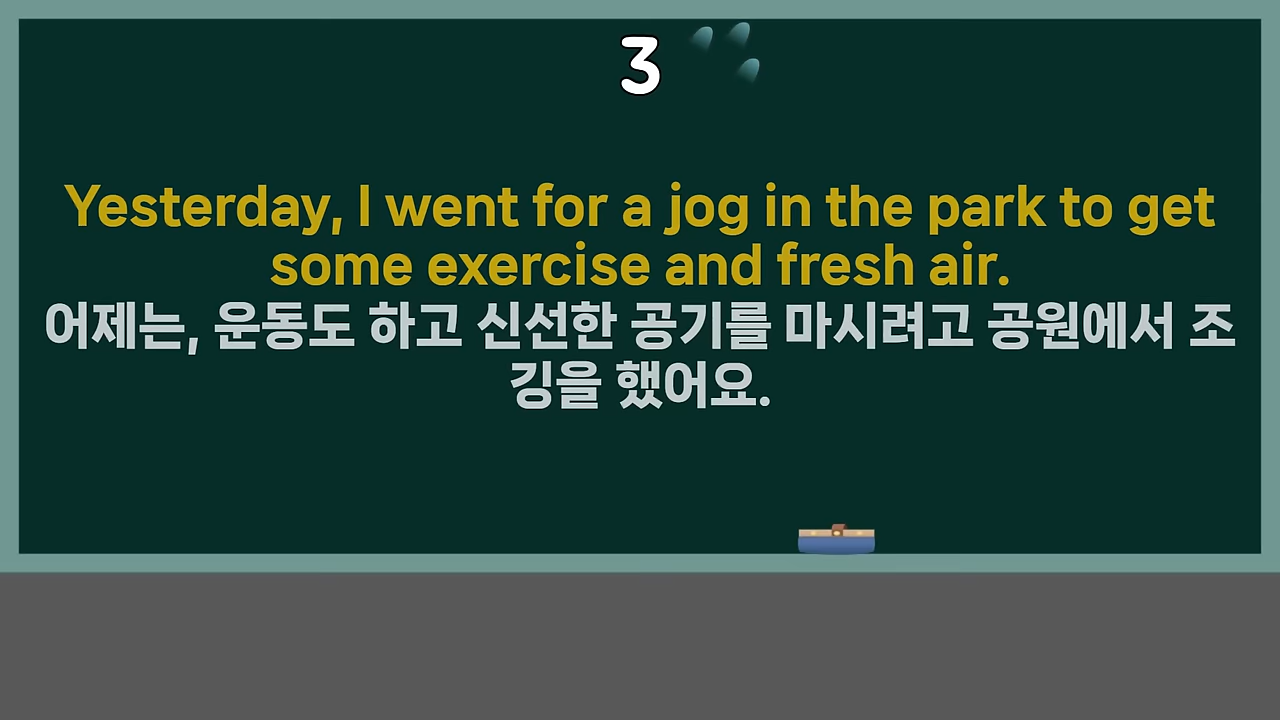 3
Yesterday, I went for a jog in the park to get
some exercise and fresh air.
어제는, 운동도 하고 신선한 공기를 마시려고 공원에서 조
깅을 했어요.